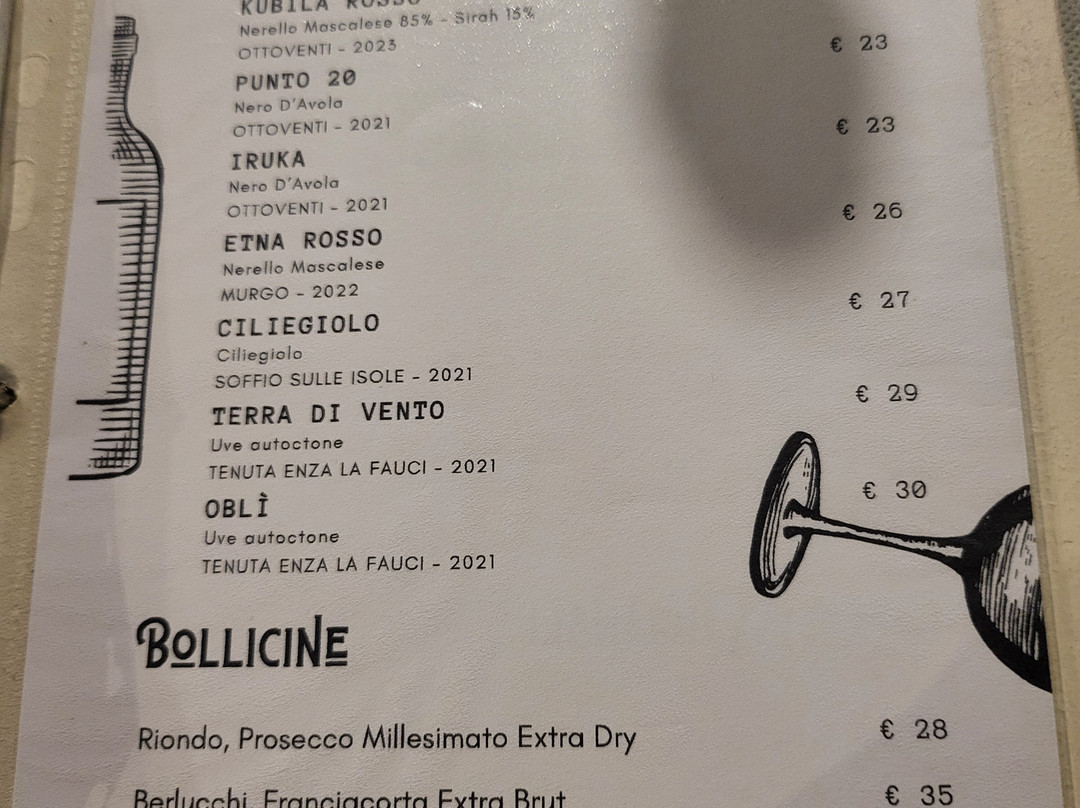 KUBILA ROSSO
Nerello Mascalese 85% - Sirah 15%
OTTOVENTI - 2023
PUNTO 20 € 23
Nero D'Avola
OTTOVENTI - 2021
IRUKA € 23
Nero D'Avola
OTTOVENTI - 2021
ETNA ROSSO € 26
Nerello Mascalese
MURGO - 2022
CILIEGIOLO € 27
Ciliegiolo
SOFFIO SULLE ISOLE - 2021
TERRA DI VENTO € 29
Uve autoctone
TENUTA ENZA LA FAUCI - 2021
OBLÌ € 30
Uve autoctone
TENUTA ENZA LA FAUCI - 2021
BOLLICINE
Riondo, Prosecco Millesimato Extra Dry € 28
Berlucchi, Franciacorta Extra Brut € 35